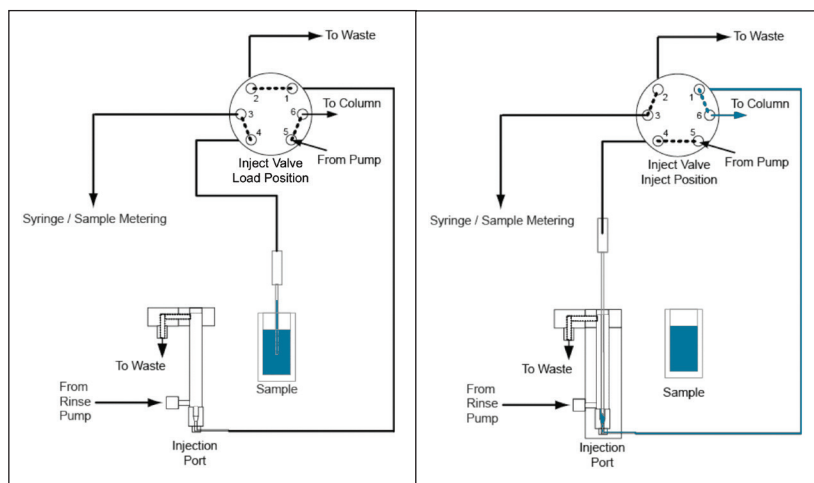 To Waste
2
1
3
6
To Column
4
5
From Pump
Inject Valve
Load Position
Syringe / Sample Metering
To Waste
From
Rinse
Pump
Sample
Injection
Port
To Waste
2
1
To Column
3
6
4
5
From Pump
Inject Valve
Inject Position
Syringe / Sample Metering
To Waste
From
Rinse
Pump
Sample
Injection
Port